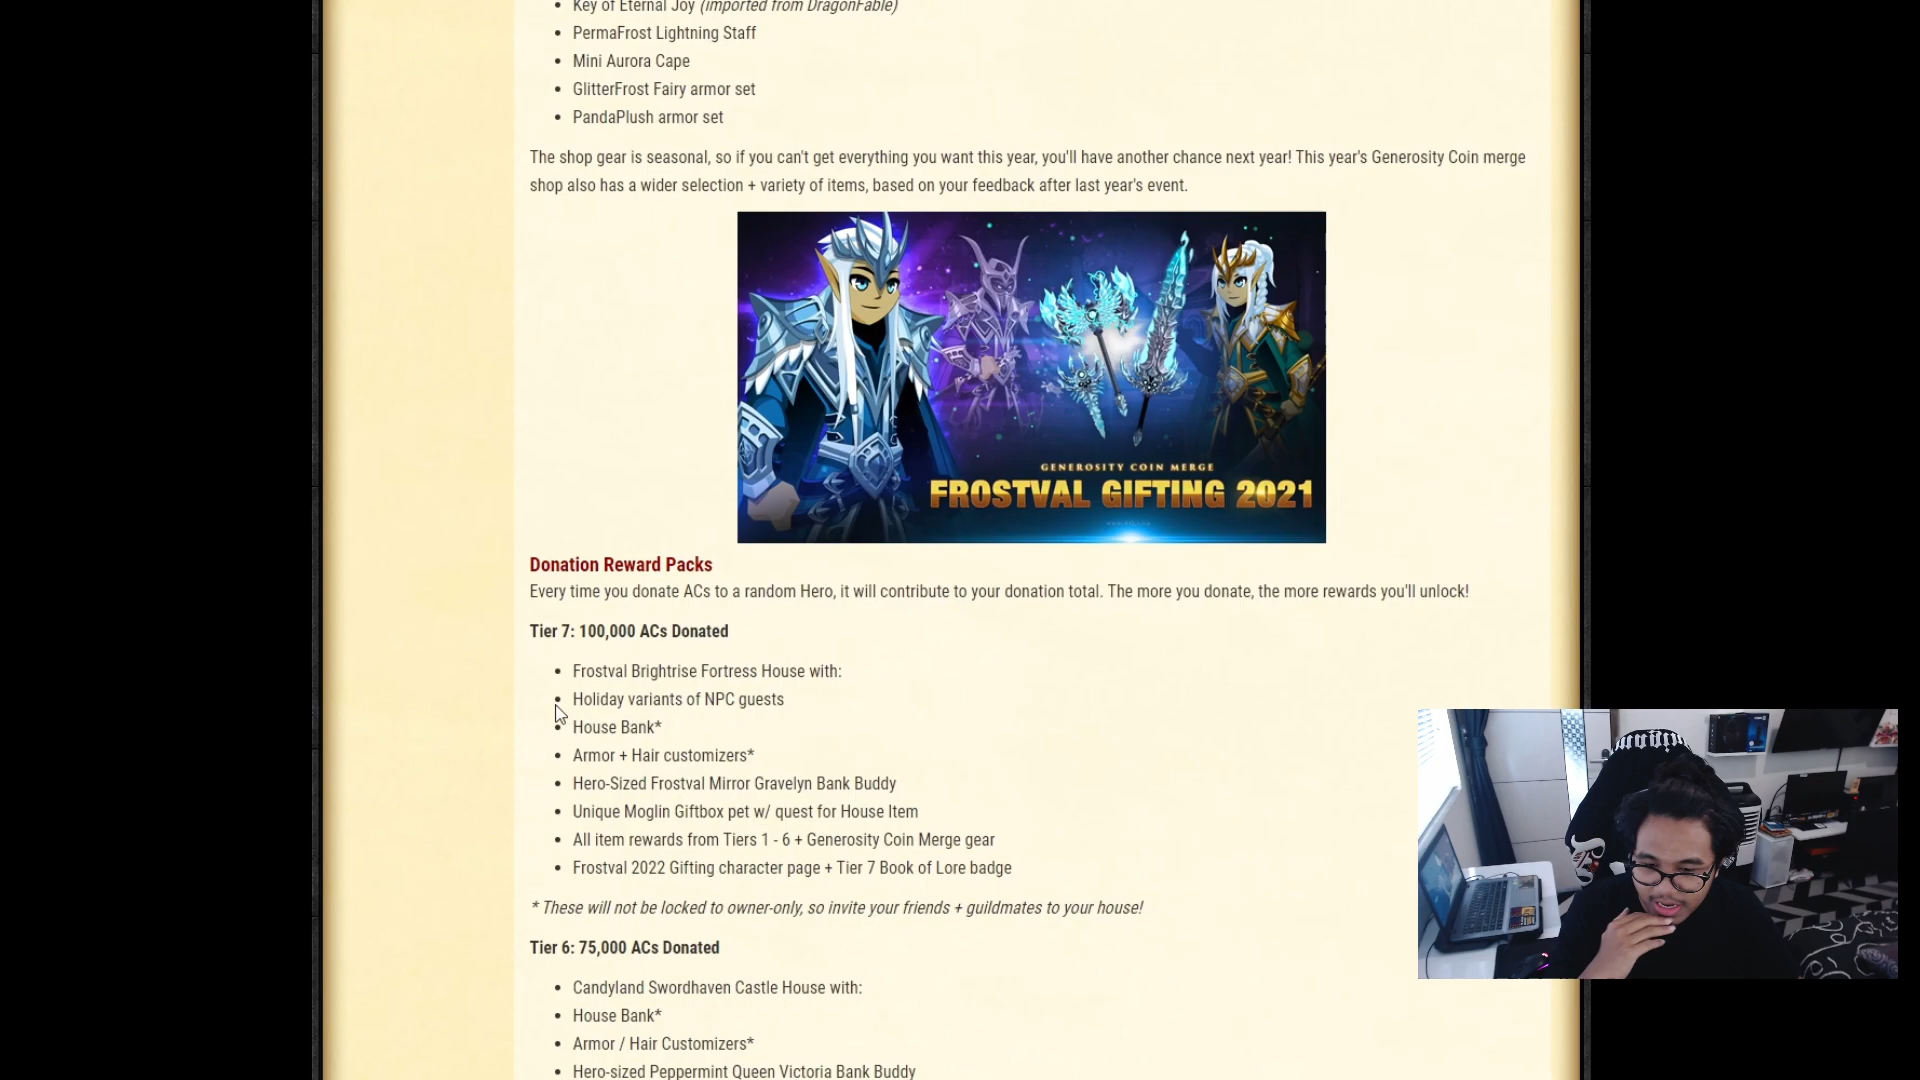 Key of Eternal Joy (imported from DragonFable)
PermaFrost Lightning Staff
Mini Aurora Cape
GlitterFrost Fairy armor set
PandaPlush armor set
The shop gear is seasonal, so if you can't get everything you want this year, you'll have another chance next year! This year's Generosity Coin merge
shop also has a wider selection + variety of items, based on your feedback after last year's event.
GENEROSITY COIN MERGE
FROSTVAL GIFTING 2021
Donation Reward Packs
Every time you donate ACs to a random Hero, it will contribute to your donation total. The more you donate, the more rewards you'll unlock!
Tier 7: 100,000 ACs Donated
Frostval Brightrise Fortress House with:
Holiday variants of NPC guests
House Bank*
Armor + Hair customizers*
Hero-Sized Frostval Mirror Gravelyn Bank Buddy
Unique Moglin Giftbox pet w/ quest for House Item
All item rewards from Tiers 1 - 6 + Generosity Coin Merge gear
Frostval 2022 Gifting character page + Tier 7 Book of Lore badge
* These will not be locked to owner-only, so invite your friends + guildmates to your house!
Tier 6: 75,000 ACs Donated
Candyland Swordhaven Castle House with:
House Bank*
Armor / Hair Customizers*
Hero-sized Peppermint Queen Victoria Bank Buddy